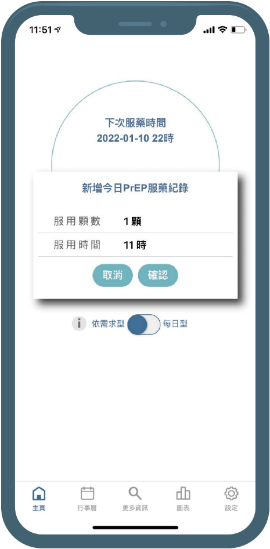 11:51
下次服藥時間
2022-01-10 22時
新增今日PrEP服藥紀錄
服用顆數 1顆
服用時間 11時
取消 確認
i 依需求型 每日型
主頁 行事曆 更多資訊 圖表 設定